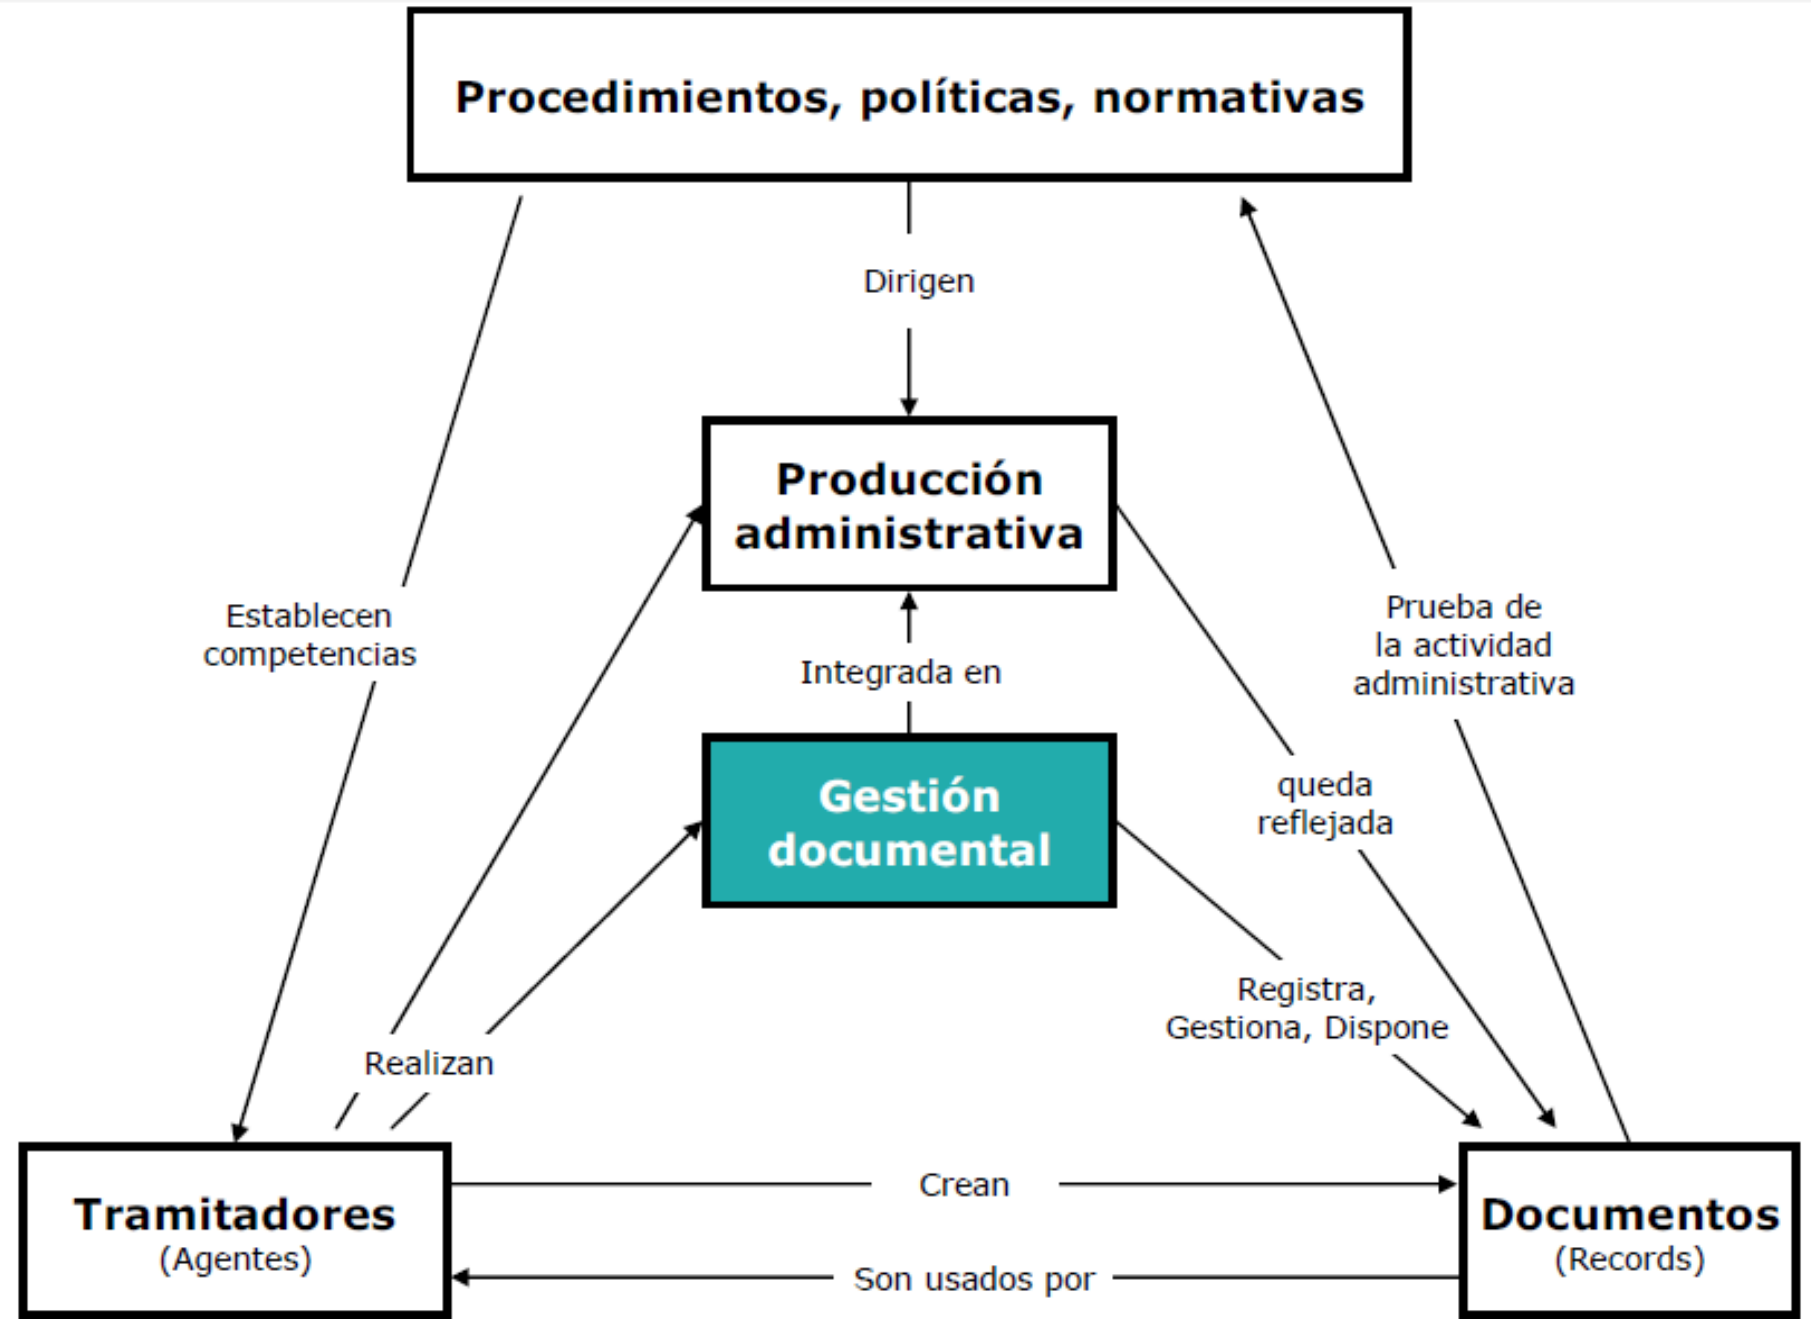 Procedimientos, políticas, normativas
Dirigen
Producción
administrativa
Establecen
competencias
Prueba de
la actividad
administrativa
Integrada en
Gestión
documental
queda
reflejada
Registra,
Gestiona, Dispone
Realizan
Tramitadores
(Agentes)
Crean
Son usados por
Documentos
(Records)